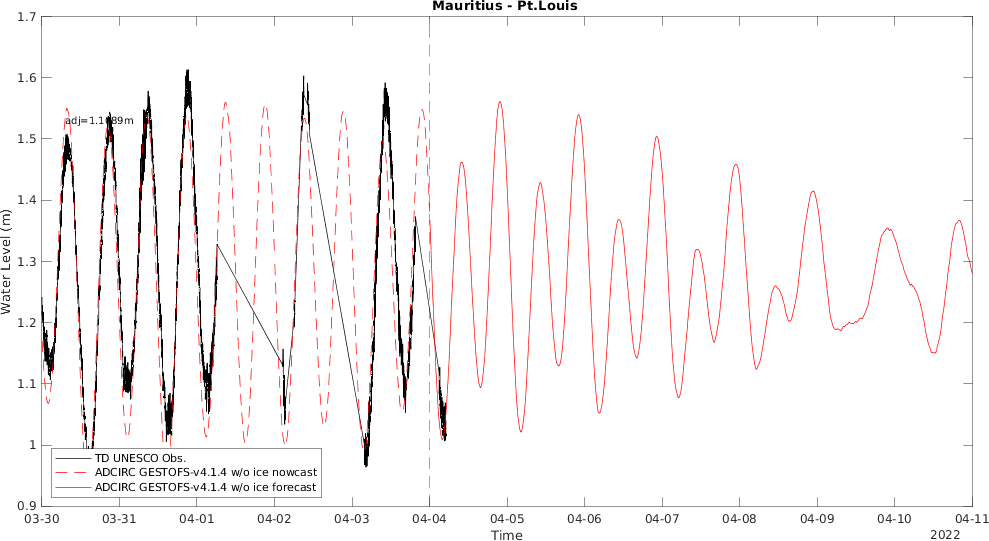 Mauritius - Pt.Louis
Water Level (m)
1.7
1.6
1.5
1.4
1.3
1.2
1.1
1
0.9
TD UNESCO Obs.
ADCIRC GESTOFS-v4.1.4 w/o ice nowcast
ADCIRC GESTOFS-v4.1.4 w/o ice forecast
03-30 03-31 04-01 04-02 04-03 04-04 04-05 04-06 04-07 04-08 04-09 04-10 04-11
Time
2022